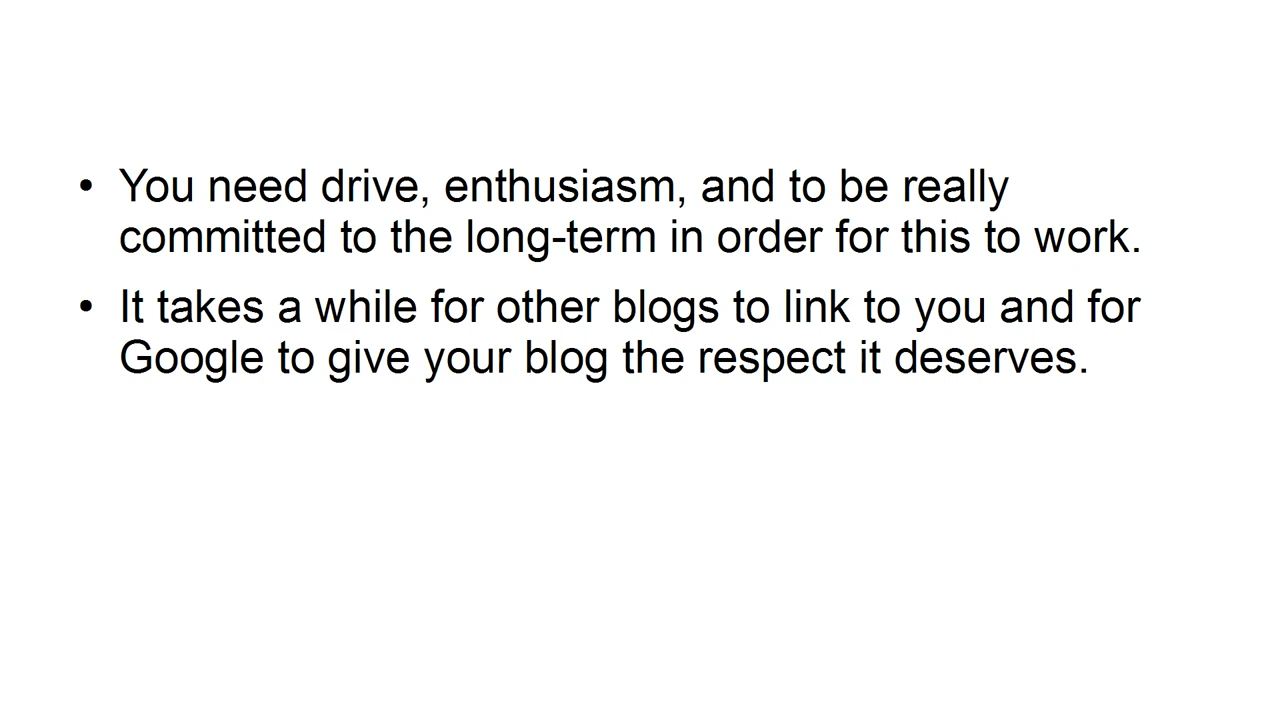 • You need drive, enthusiasm, and to be really
committed to the long-term in order for this to work.
• It takes a while for other blogs to link to you and for
Google to give your blog the respect it deserves.